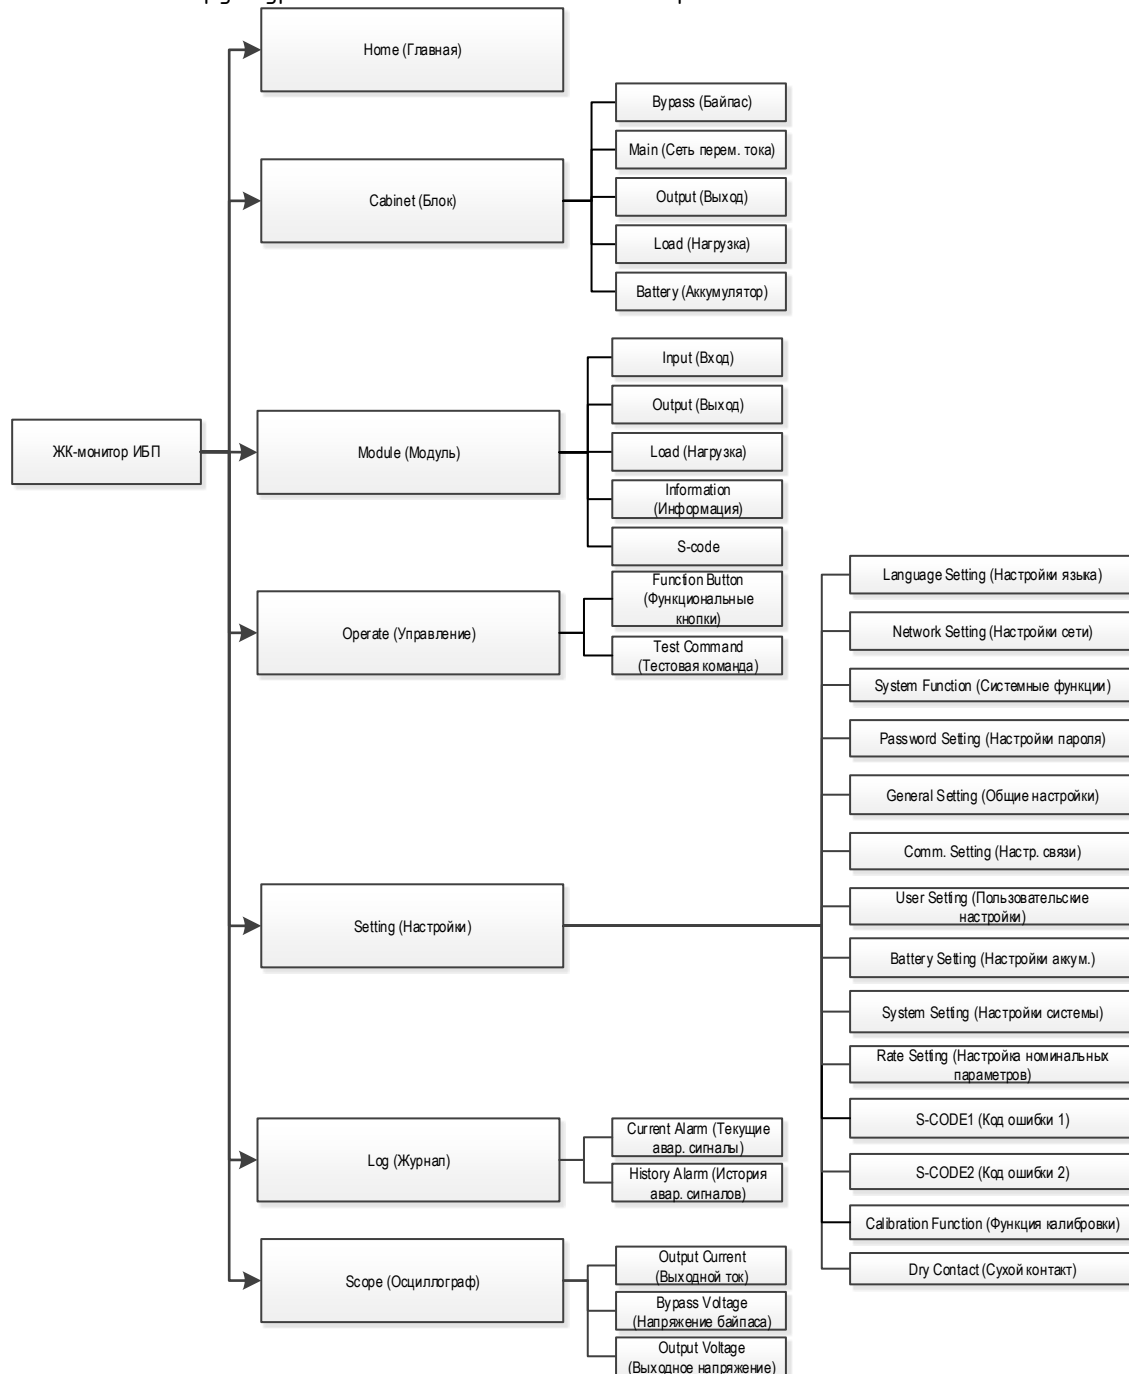 Home (Главная)
Bypass (Байпас)
Main (Сеть перем. тока)
Cabinet (Блок)
Output (Выход)
Load (Нагрузка)
Battery (Аккумулятор)
Input (Вход)
Output (Выход)
ЖК-монитор ИБП
Module (Модуль)
Load (Нагрузка)
Information
(Информация)
S-code
Function Button
(Функциональные
кнопки)
Operate (Управление)
Test Command
(Тестовая команда)
Language Setting (Настройки языка)
Network Setting (Настройки сети)
System Function (Системные функции)
Password Setting (Настройки пароля)
General Setting (Общие настройки)
Comm. Setting (Настр. связи)
User Setting (Пользовательские
настройки)
Setting (Настройки)
Battery Setting (Настройки аккум.)
System Setting (Настройки системы)
Rate Setting (Настройка номинальных
параметров)
S-CODE1 (Код ошибки 1)
S-CODE2 (Код ошибки 2)
Calibration Function (Функция калибровки)
Dry Contact (Сухой контакт)
Current Alarm (Текущие
авар. сигналы)
Log (Журнал)
History Alarm (История
авар. сигналов)
Output Current
(Выходной ток)
Scope (Осциллограф)
Bypass Voltage
(Напряжение байпаса)
Output Voltage
(Выходное напряжение)